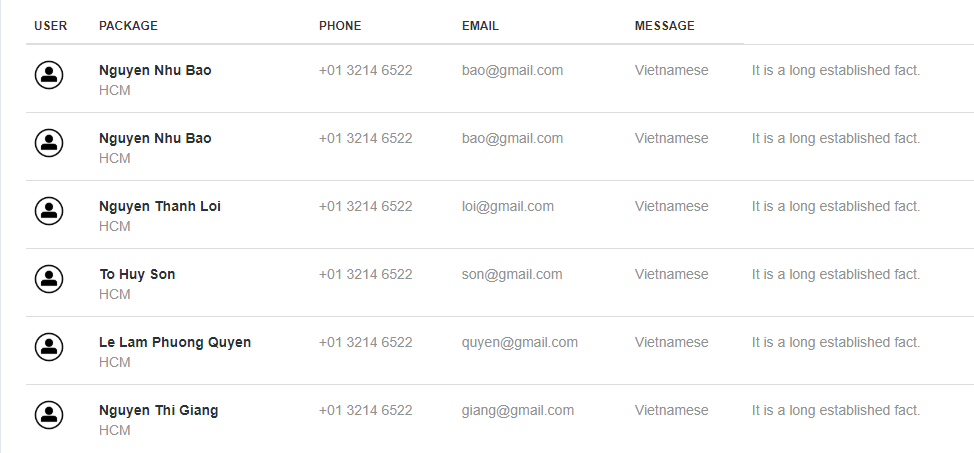 USER PACKAGE PHONE EMAIL MESSAGE
Nguyen Nhu Bao +01 3214 6522 bao@gmail.com Vietnamese It is a long established fact.
HCM
Nguyen Nhu Bao +01 3214 6522 bao@gmail.com Vietnamese It is a long established fact.
HCM
Nguyen Thanh Loi +01 3214 6522 loi@gmail.com Vietnamese It is a long established fact.
HCM
To Huy Son +01 3214 6522 son@gmail.com Vietnamese It is a long established fact.
HCM
Le Lam Phuong Quyen +01 3214 6522 quyen@gmail.com Vietnamese It is a long established fact.
HCM
Nguyen Thi Giang +01 3214 6522 giang@gmail.com Vietnamese It is a long established fact.
HCM